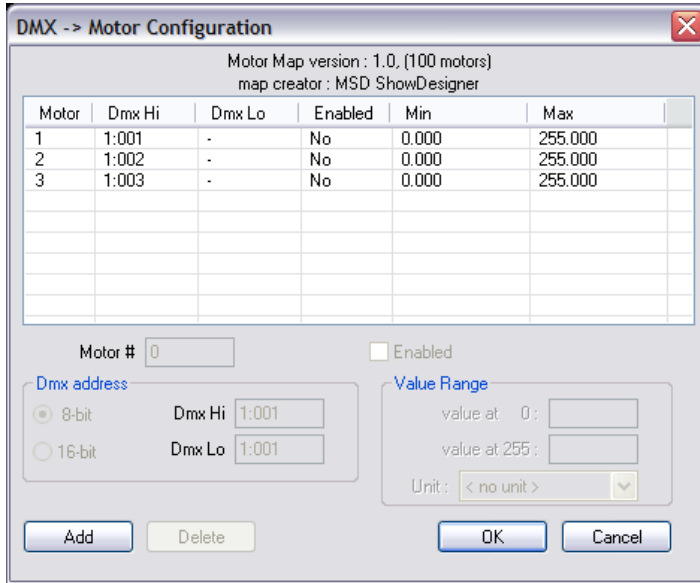 DMX -> Motor Configuration
Motor Map version : 1.0, (100 motors)
map creator : MSD ShowDesigner
Motor Dmx Hi Dmx Lo Enabled Min Max
1 1:001 - No 0.000 255.000
2 1:002 - No 0.000 255.000
3 1:003 - No 0.000 255.000
Motor # 0 Enabled
Dmx address Value Range
8-bit Dmx Hi 1:001 value at 0 :
16-bit Dmx Lo 1:001 value at 255 :
Unit : < no unit >
Add Delete OK Cancel